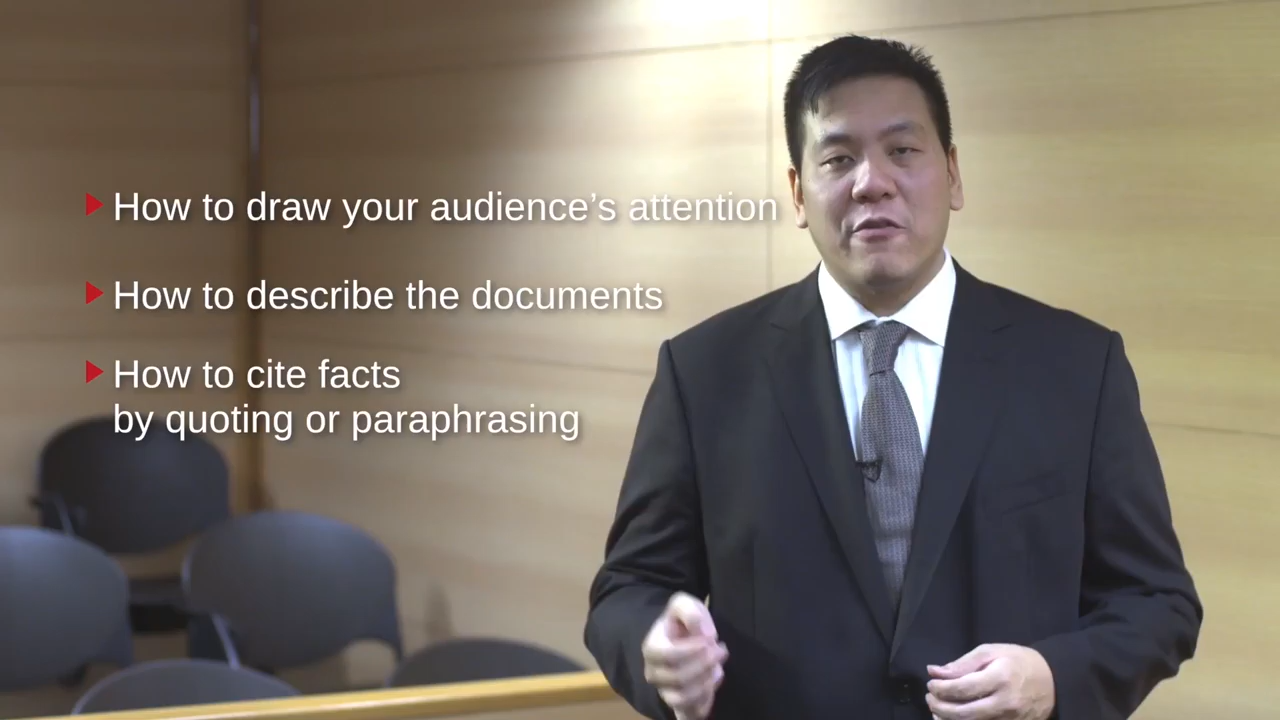 How to draw your audience’s attention
How to describe the documents
How to cite facts
by quoting or paraphrasing